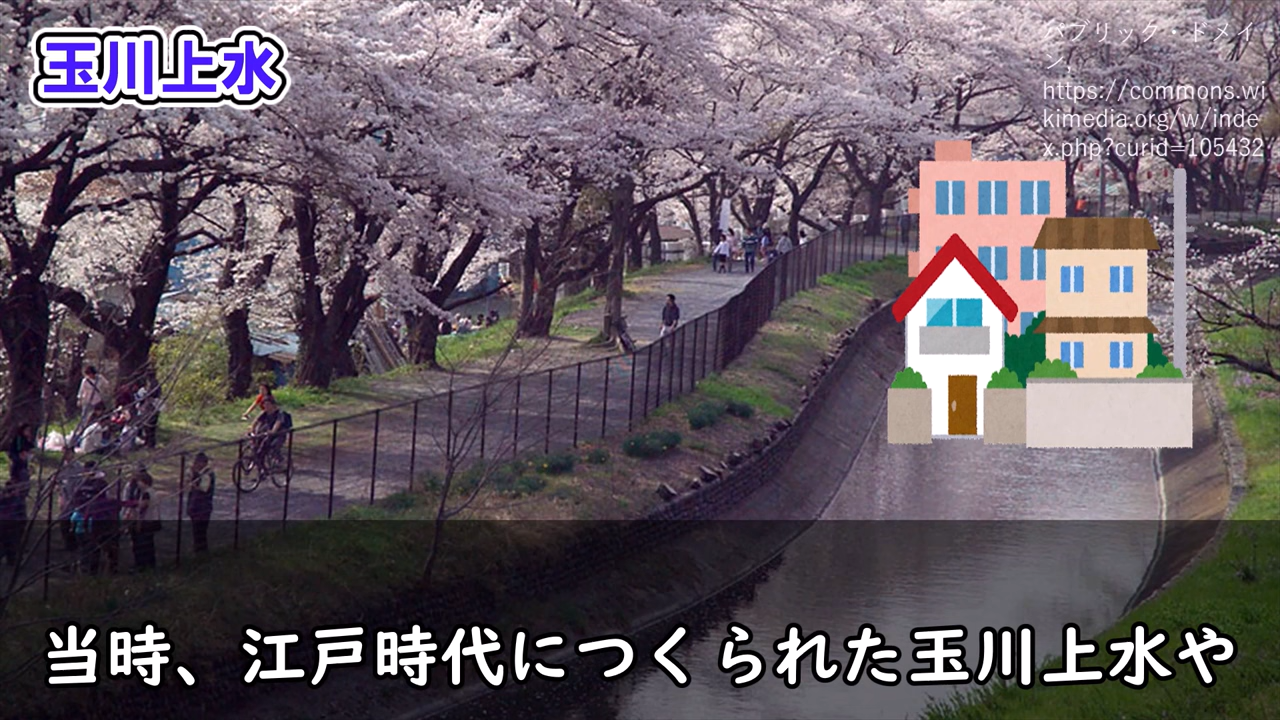 玉川上水
パブリック・ドメイ
ン,
https://commons.wi
kimedia.org/w/inde
x.php?curid=105432
当時、江戸時代につくられた玉川上水や